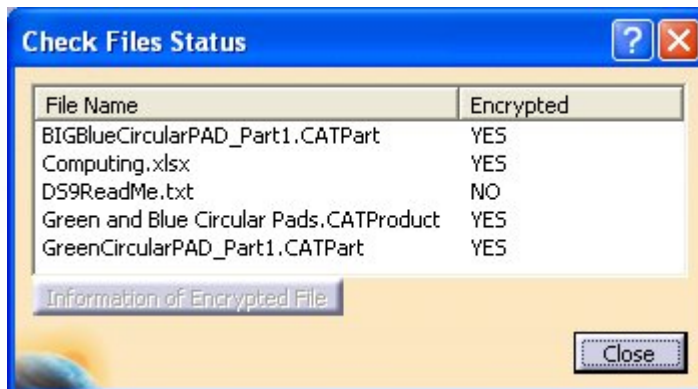 Check Files Status
File Name Encrypted
BIGBlueCircularPAD_Part1.CATPart YES
Computing.xlsx YES
DS9ReadMe.txt NO
Green and Blue Circular Pads.CATProduct YES
GreenCircularPAD_Part1.CATPart YES
Information of Encrypted File
Close